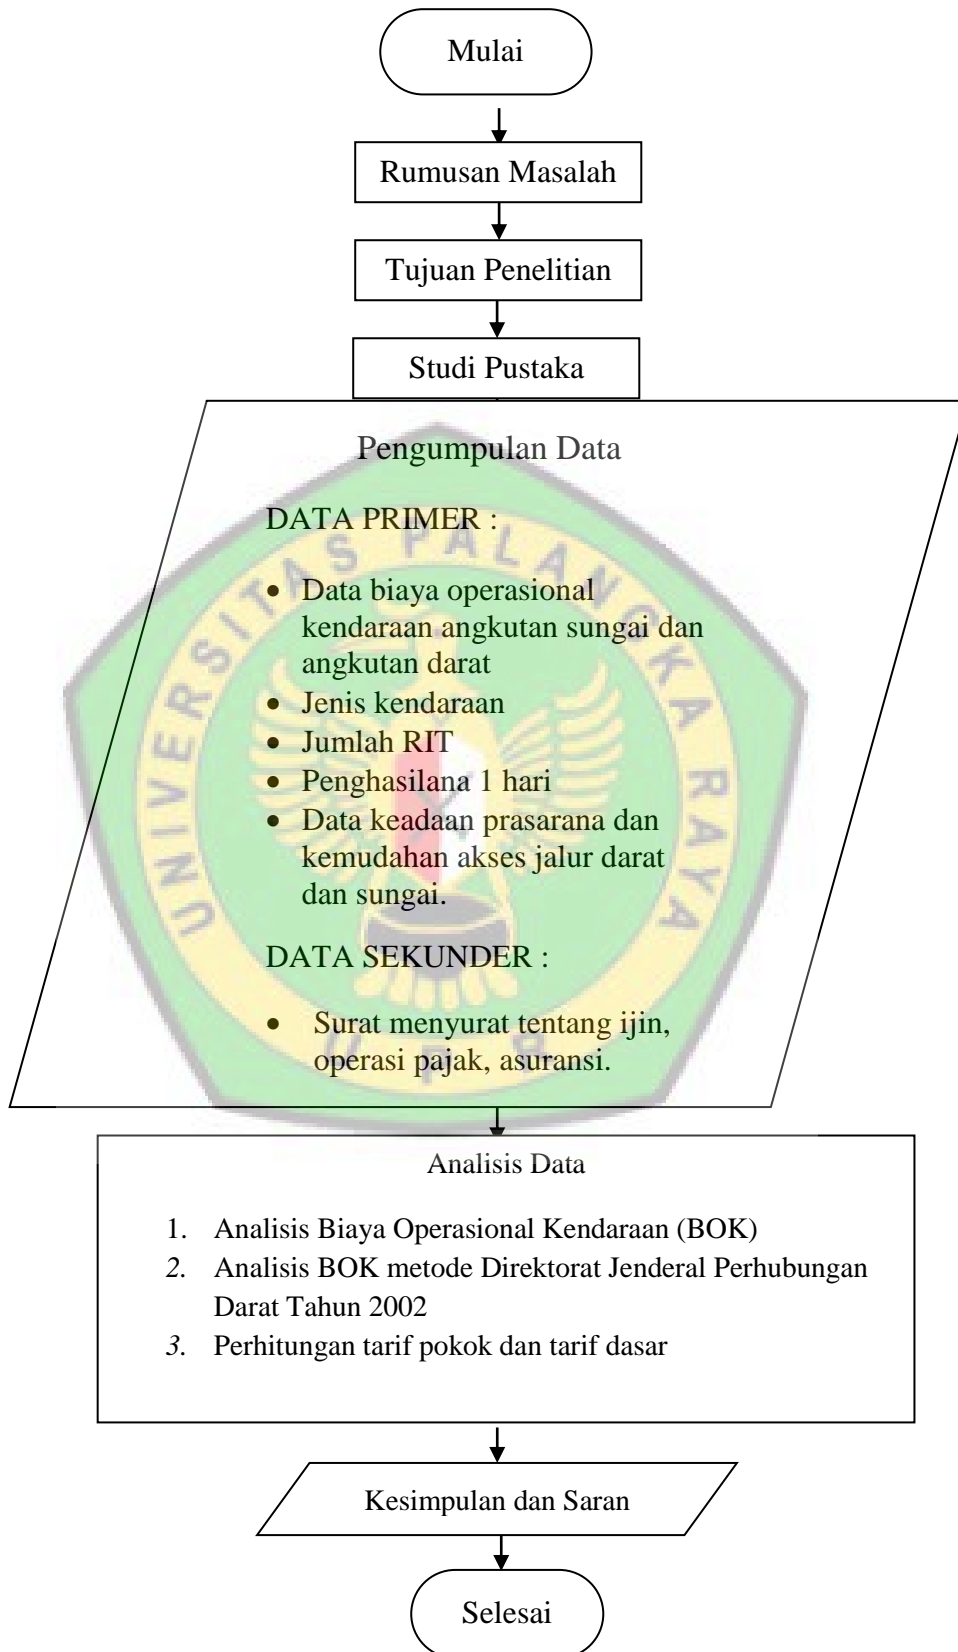 Mulai
Rumusan Masalah
Tujuan Penelitian
Studi Pustaka
Pengumpulan Data
DATA PRIMER :
• Data biaya operasional
kendaraan angkutan sungai dan
angkutan darat
• Jenis kendaraan
• Jumlah RIT
• Penghasilana 1 hari
• Data keadaan prasarana dan
kemudahan akses jalur darat
dan sungai.
DATA SEKUNDER :
• Surat menyurat tentang ijin,
operasi pajak, asuransi.
UNIVERSITAS PALANGKA RAYA
U P R
Analisis Data
1. Analisis Biaya Operasional Kendaraan (BOK)
2. Analisis BOK metode Direktorat Jenderal Perhubungan
Darat Tahun 2002
3. Perhitungan tarif pokok dan tarif dasar
Kesimpulan dan Saran
Selesai